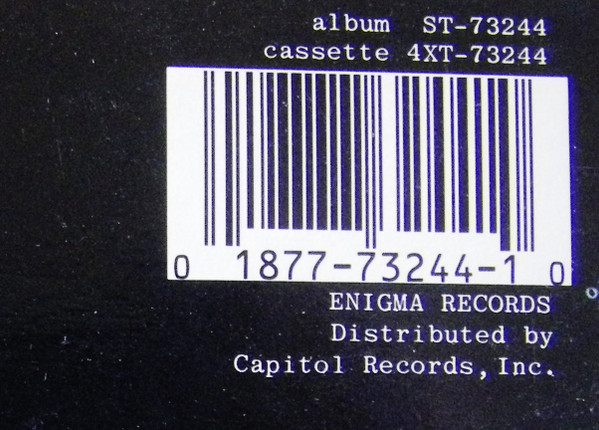 album ST-73244
cassette 4XT-73244
0 1877-73244-1 0
ENIGMA RECORDS
Distributed by
Capitol Records, Inc.